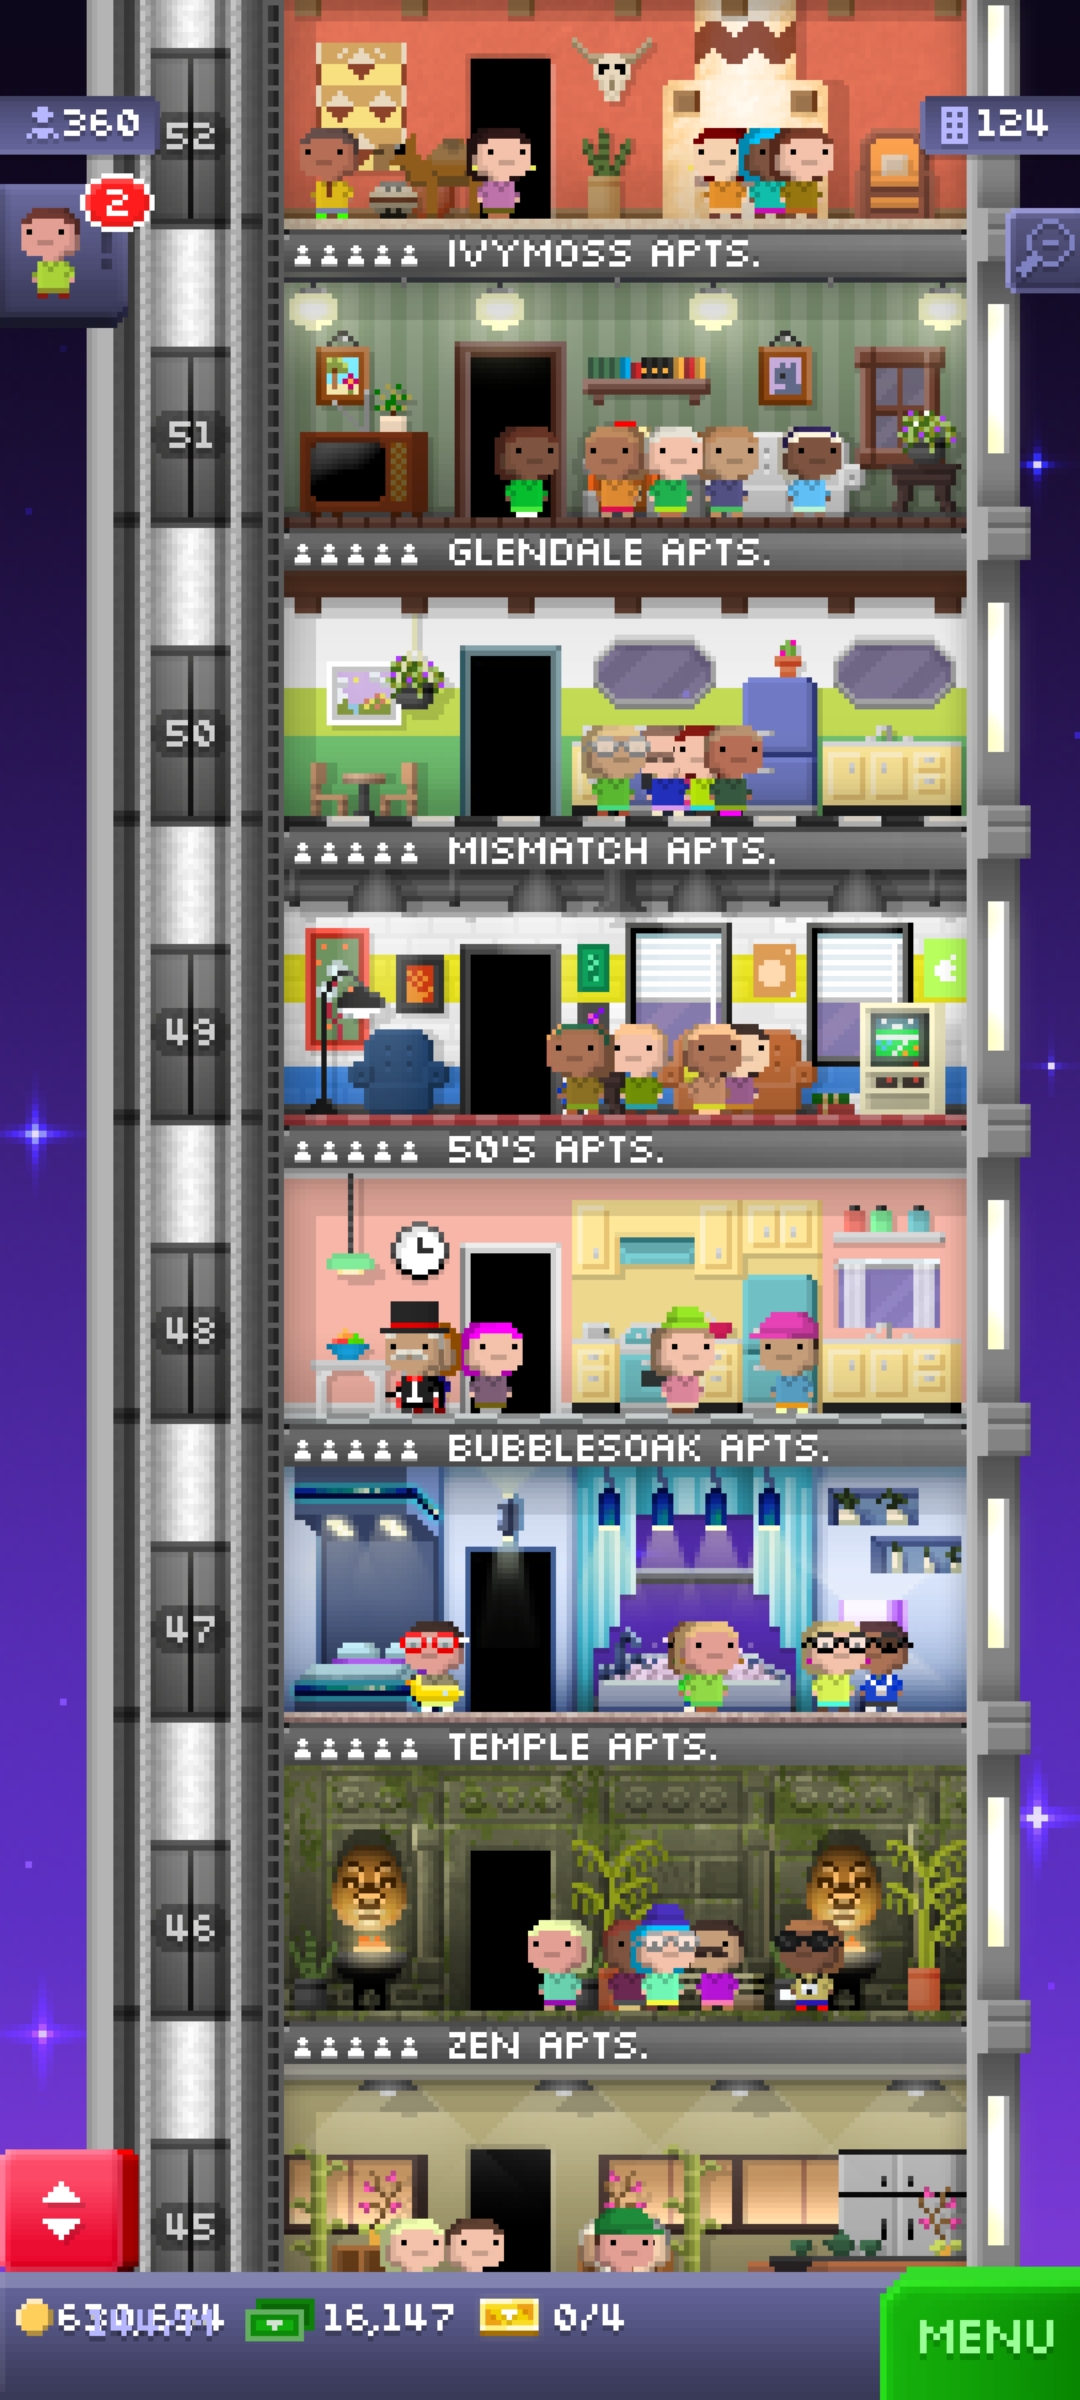 360
52
124
2
IVYMOSS APTS.
51
GLENDALE APTS.
50
MISMATCH APTS.
49
50'S APTS.
48
BUBBLESOAK APTS.
47
TEMPLE APTS.
46
ZEN APTS.
45
16,147
0/4
MENU